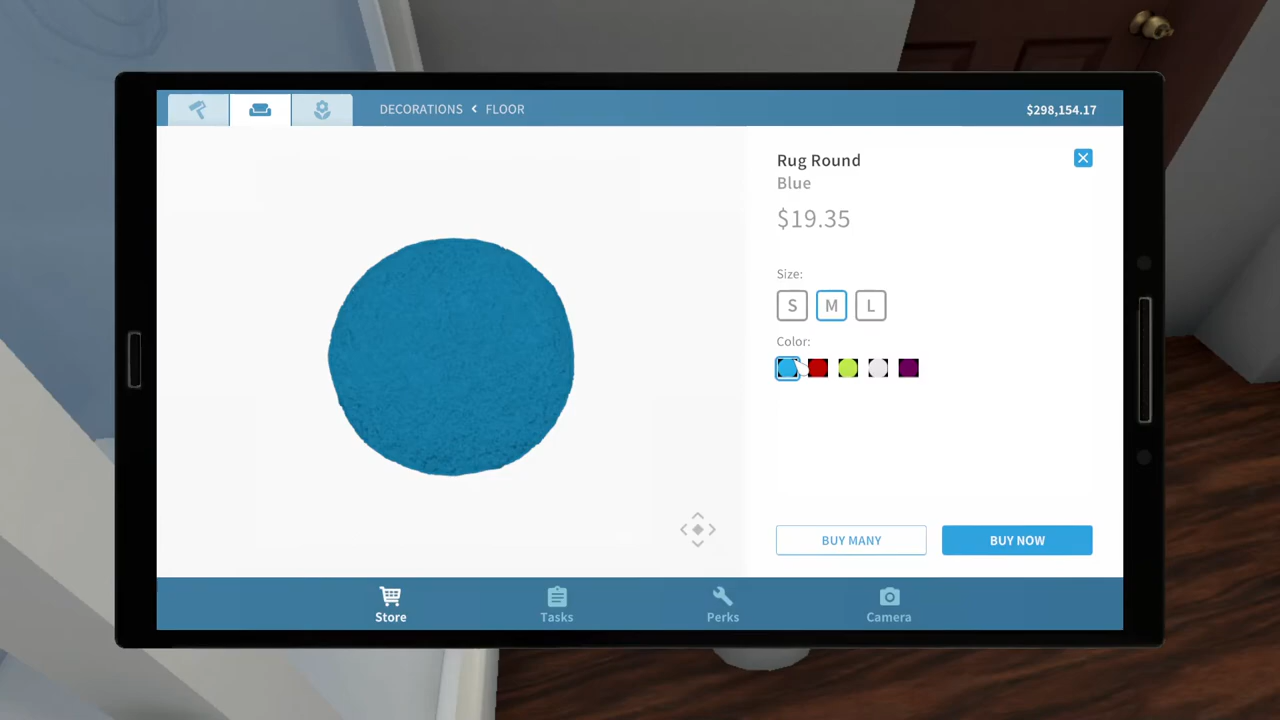 DECORATIONS < FLOOR
$298,154.17
Rug Round
Blue
$19.35
Size:
S M L
Color:
BUY MANY
BUY NOW
Store
Tasks
Perks
Camera